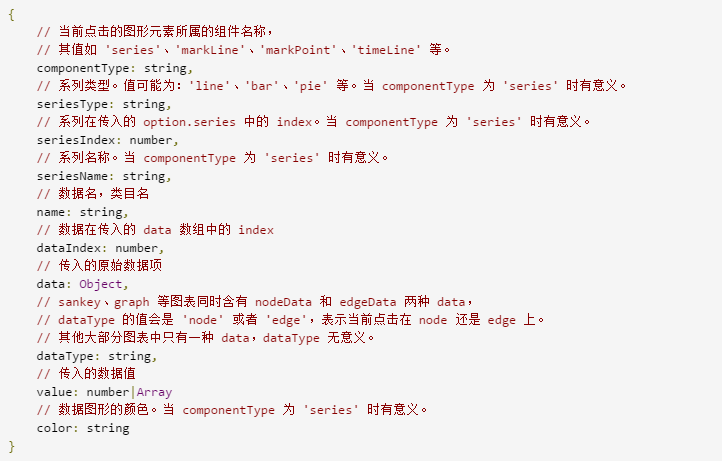 {
// 当前点击的图形元素所属的组件名称，
// 其值如 'series'、'markLine'、'markPoint'、'timeLine' 等。
componentType: string,
// 系列类型。值可能为：'line'、'bar'、'pie' 等。当 componentType 为 'series' 时有意义。
seriesType: string,
// 系列在传入的 option.series 中的 index。当 componentType 为 'series' 时有意义。
seriesIndex: number,
// 系列名称。当 componentType 为 'series' 时有意义。
seriesName: string,
// 数据名，类目名
name: string,
// 数据在传入的 data 数组中的 index
dataIndex: number,
// 传入的原始数据项
data: Object,
// sankey、graph 等图表同时含有 nodeData 和 edgeData 两种 data，
// dataType 的值会是 'node' 或者 'edge'，表示当前点击在 node 还是 edge 上。
// 其他大部分图表中只有一种 data，dataType 无意义。
dataType: string,
// 传入的数据值
value: number|Array
// 数据图形的颜色。当 componentType 为 'series' 时有意义。
color: string
}